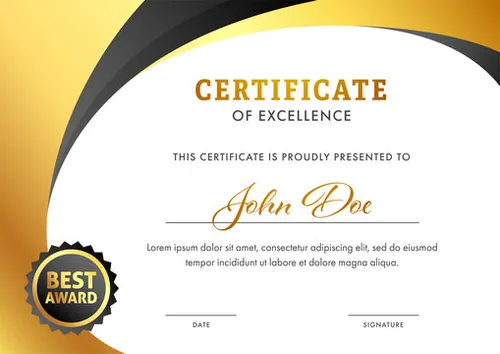 CERTIFICATE
OF EXCELLENCE
THIS CERTIFICATE IS PROUDLY PRESENTED TO
John Doe
Lorem ipsum dolor sit amet, consectetur adipiscing elit, sed do eiusmod
tempor incididunt ut labore et dolore magna aliqua.
BEST
AWARD
DATE
SIGNATURE